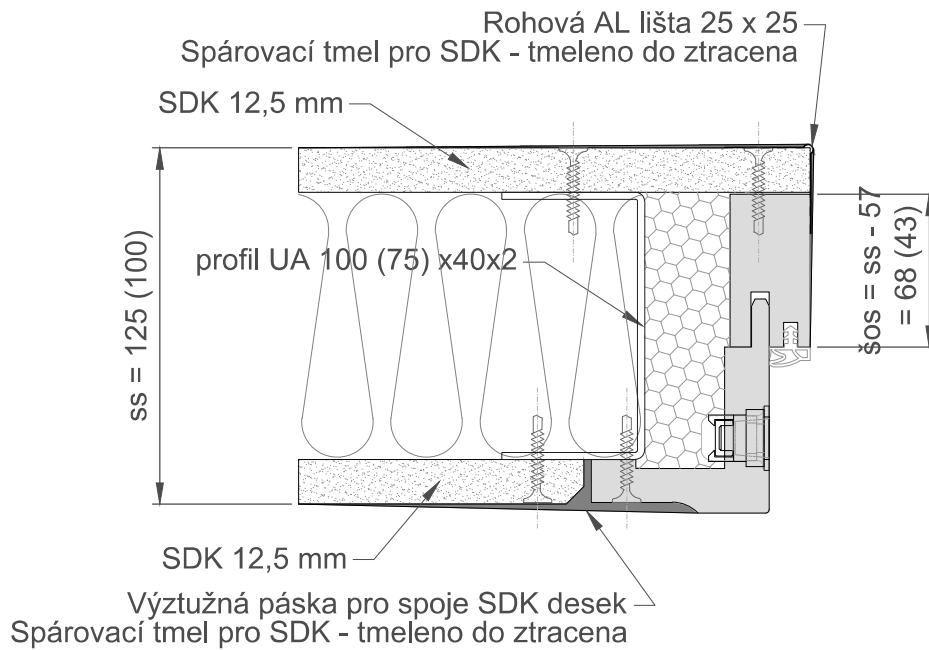 Rohová AL lišta 25 x 25
Spárovací tmel pro SDK - tmeleno do ztracena
SDK 12,5 mm
profil UA 100 (75) x40x2
ss = 125 (100)
šos = ss - 57
= 68 (43)
SDK 12,5 mm
Výztužná páska pro spoje SDK desek
Spárovací tmel pro SDK - tmeleno do ztracena